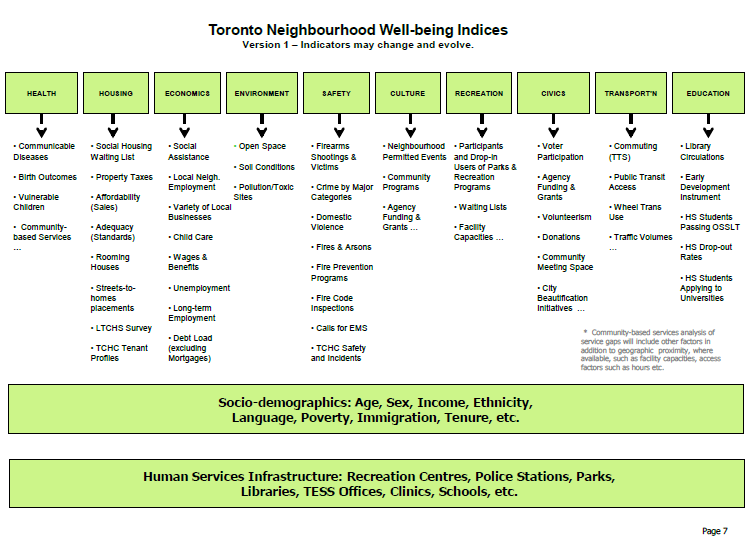 Toronto Neighbourhood Well-being Indices
Version 1 – Indicators may change and evolve.
HEALTH
HOUSING
ECONOMICS
ENVIRONMENT
SAFETY
CULTURE
RECREATION
CIVICS
TRANSPORT'N
EDUCATION
• Communicable
Diseases
• Birth Outcomes
• Vulnerable
Children
• Community-
based Services
…
• Social Housing
Waiting List
• Property Taxes
• Affordability
(Sales)
• Adequacy
(Standards)
• Rooming
Houses
• Streets-to-
homes
placements
• LTCHS Survey
• TCHC Tenant
Profiles
• Social
Assistance
• Local Neigh.
Employment
• Variety of Local
Businesses
• Child Care
• Wages &
Benefits
• Unemployment
• Long-term
Employment
• Debt Load
(excluding
Mortgages)
• Open Space
• Soil Conditions
• Pollution/Toxic
Sites
• Firearms
Shootings &
Victims
• Crime by Major
Categories
• Domestic
Violence
• Fires & Arsons
• Fire Prevention
Programs
• Fire Code
Inspections
• Calls for EMS
• TCHC Safety
and Incidents
• Neighbourhood
Permitted Events
• Community
Programs
• Agency
Funding &
Grants …
• Participants
and Drop-in
Users of Parks &
Recreation
Programs
• Waiting Lists
• Facility
Capacities …
• Voter
Participation
• Agency
Funding &
Grants
• Volunteerism
• Donations
• Community
Meeting Space
• City
Beautification
Initiatives …
• Commuting
(TTS)
• Public Transit
Access
• Wheel Trans
Use
• Traffic Volumes
…
• Library
Circulations
• Early
Development
Instrument
• HS Students
Passing OSSLT
• HS Drop-out
Rates
• HS Students
Applying to
Universities
* Community-based services analysis of
service gaps will include other factors in
addition to geographic proximity, where
available, such as facility capacities, access
factors such as hours etc.
Socio-demographics: Age, Sex, Income, Ethnicity,
Language, Poverty, Immigration, Tenure, etc.
Human Services Infrastructure: Recreation Centres, Police Stations, Parks,
Libraries, TESS Offices, Clinics, Schools, etc.
Page 7